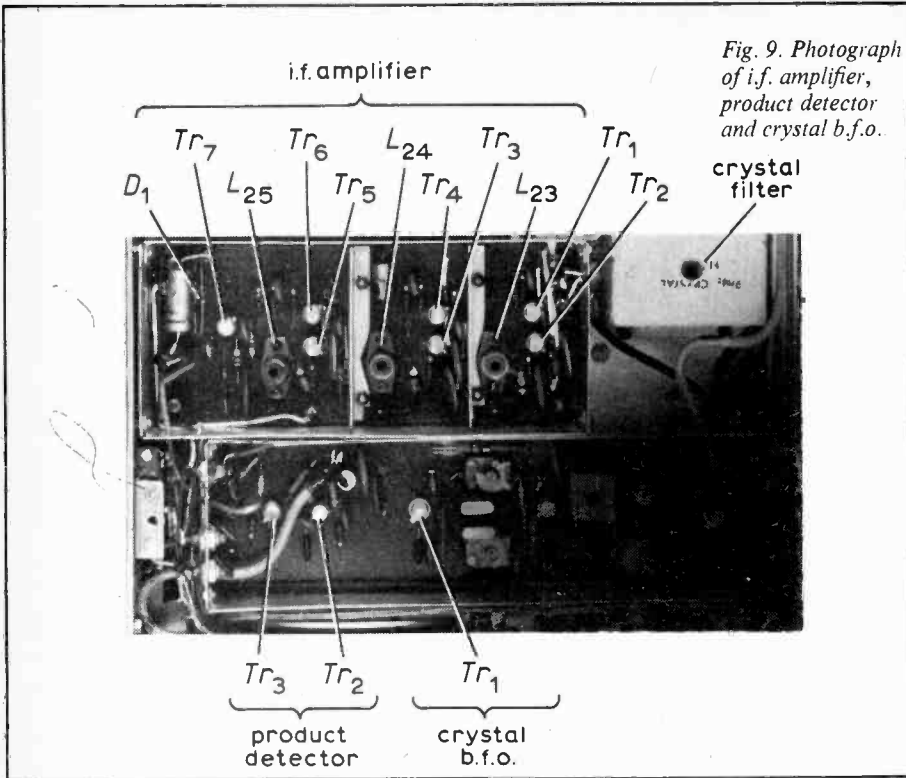 Fig. 9. Photograph
of i.f. amplifier,
product detector
and crystal b.f.o.
i.f. amplifier
Tr7
Tr6
L24
Tr3
Tr1
D1
L25
Tr5
Tr4
L23
Tr2
crystal
filter
CRYSTAL
Tr3
Tr2
Tr1
product
detector
crystal
b.f.o.